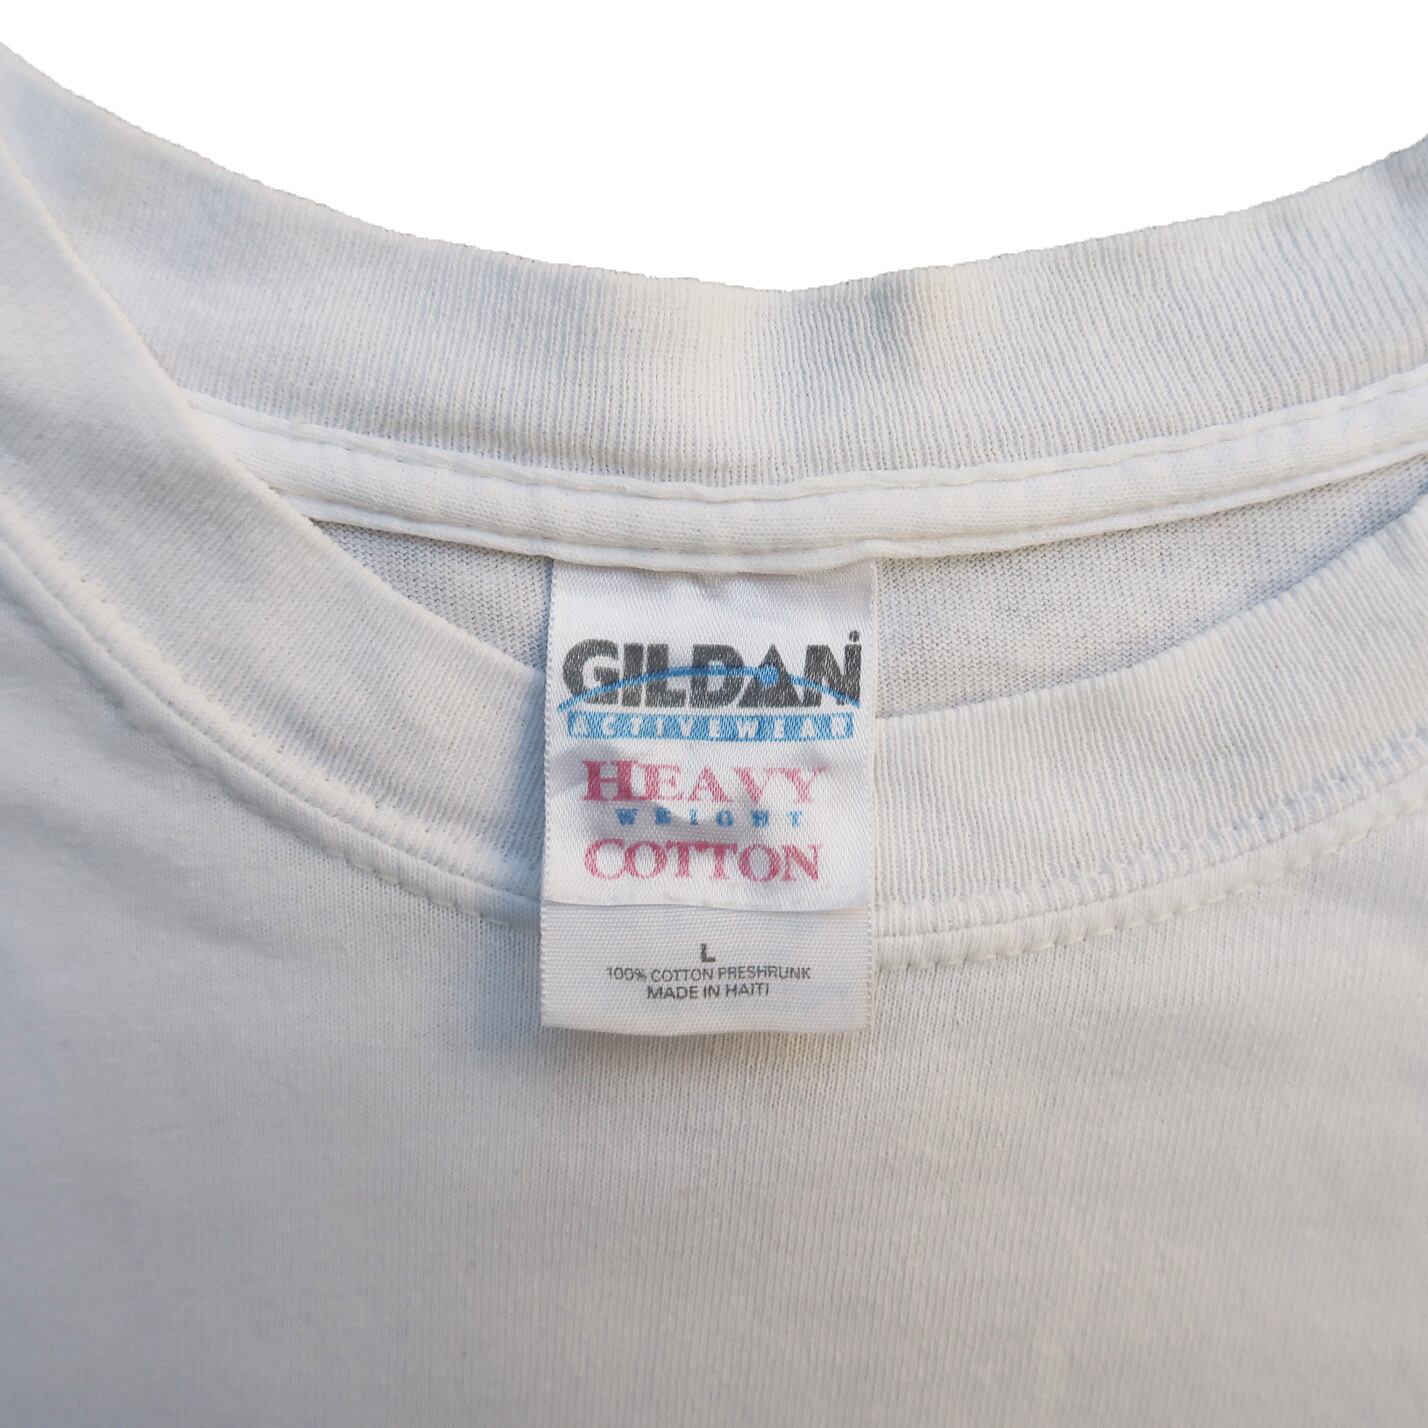 GILDAN
ACTIVEWEAR
HEAVY
WEIGHT
COTTON
L
100% COTTON PRESHRUNK
MADE IN HAITI